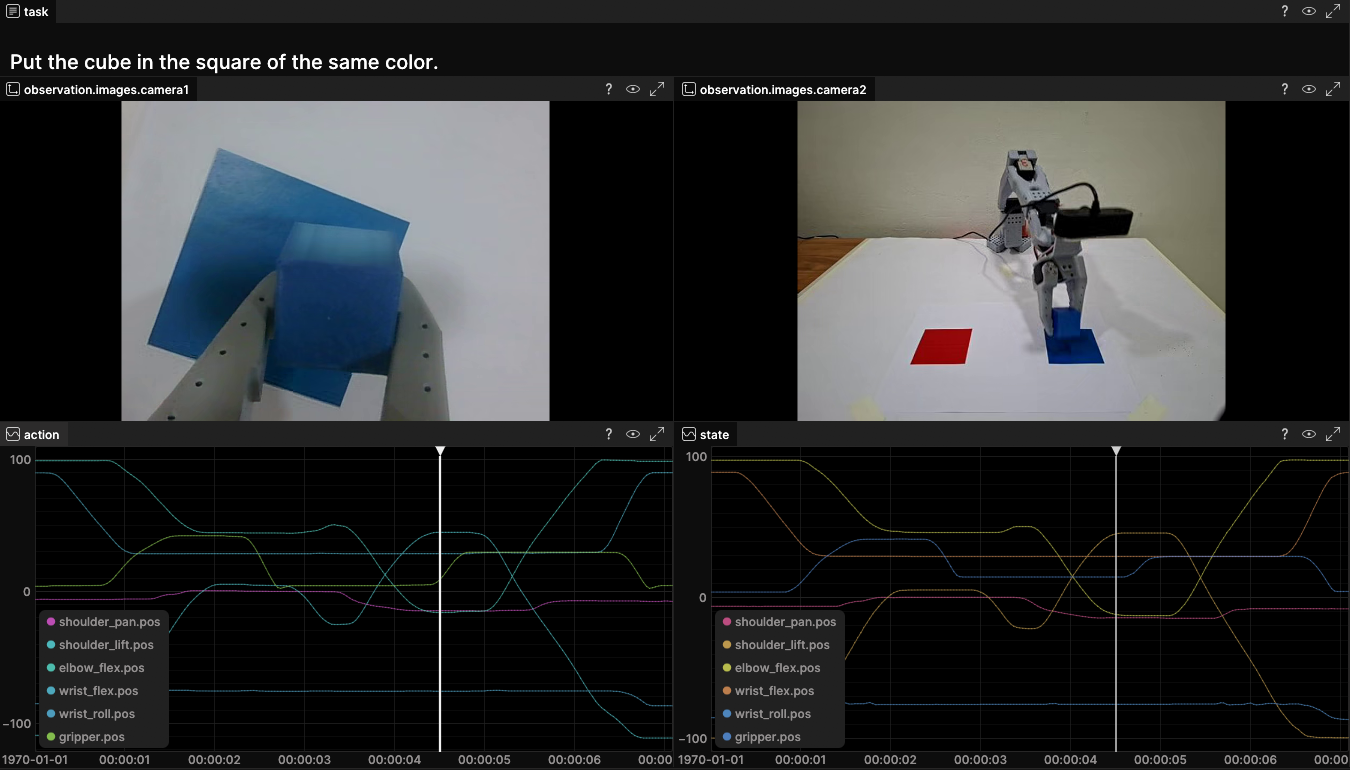 task
?
Put the cube in the square of the same color.
observation.images.camera1
?
observation.images.camera2
?
action
?
state
?
100
0
−100
shoulder_pan.pos
shoulder_lift.pos
elbow_flex.pos
wrist_flex.pos
wrist_roll.pos
gripper.pos
1970-01-01 00:00:01 00:00:02 00:00:03 00:00:04 00:00:05 00:00:06 00:00
100
0
−100
shoulder_pan.pos
shoulder_lift.pos
elbow_flex.pos
wrist_flex.pos
wrist_roll.pos
gripper.pos
1970-01-01 00:00:01 00:00:02 00:00:03 00:00:04 00:00:05 00:00:06 00:00